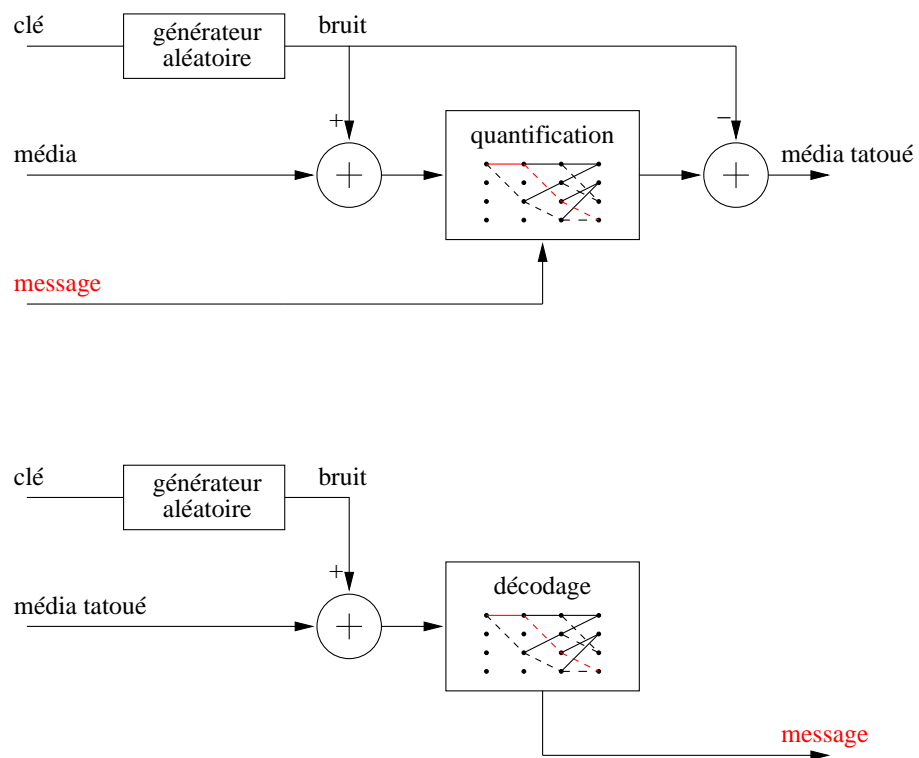 clé
générateur
aléatoire
bruit
+
−
quantification
média
+
+
média tatoué
message
clé
générateur
aléatoire
bruit
+
décodage
média tatoué
+
message